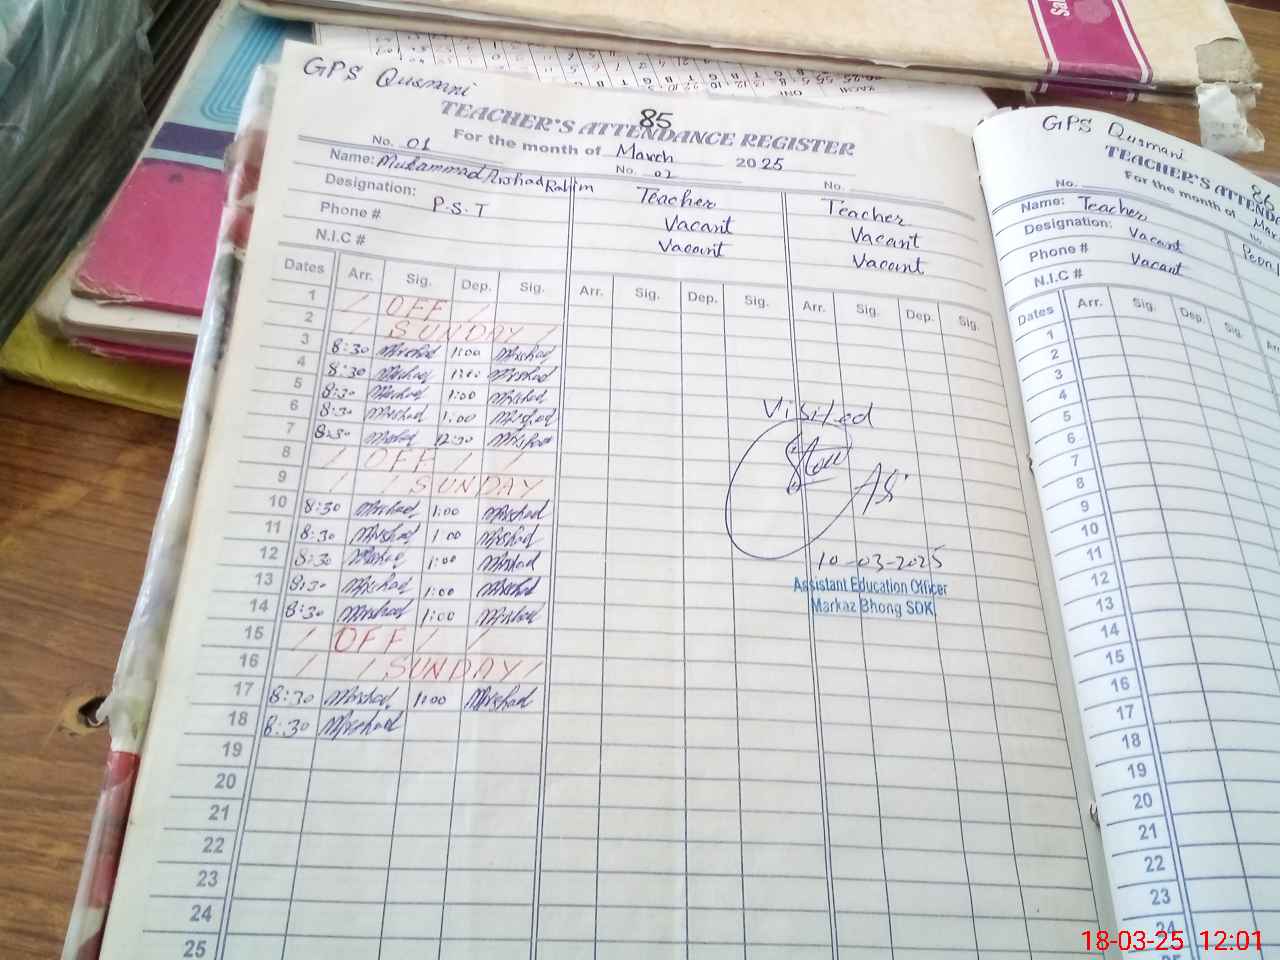 GPS Qusmani
85
TEACHER'S ATTENDANCE REGISTER
For the month of March 2025
No. 01 No. 02 No.
Name: Muhammad Arshad Rahim Teacher Teacher
Designation: P.S.T Vacant Vacant
Phone # Vacant Vacant
N.I.C #
Dates Arr. Sig. Dep. Sig. Arr. Sig. Dep. Sig. Arr. Sig. Dep. Sig.
1 / OFF /
2 / SUNDAY /
3 8:30 Arshad 1:00 Arshad
4 8:30 Arshad 1:00 Arshad
5 8:30 Arshad 1:00 Arshad
6 8:30 Arshad 1:00 Arshad
7 8:30 Arshad 12:30 Arshad
8 / OFF / /
9 / / SUNDAY
10 8:30 Arshad 1:00 Arshad
11 8:30 Arshad 1:00 Arshad
12 8:30 Arshad 1:00 Arshad
13 8:30 Arshad 1:00 Arshad
14 8:30 Arshad 1:00 Arshad
15 / OFF / /
16 / / SUNDAY /
17 8:30 Arshad 1:00 Arshad
18 8:30 Arshad
19
20
21
22
23
24
25
Visited
10-03-2025
Assistant Education Officer
Markaz Bhong SDK
GPS Qusmani
86
TEACHER'S ATTENDA
For the month of Mar
No.
Name: Teacher
Designation: Vacant
Phone # Vacant
N.I.C #
Dates Arr. Sig. Dep. Sig.
1
2
3
4
5
6
7
8
9
10
11
12
13
14
15
16
17
18
19
20
21
22
23
24
18-03-25 12:01